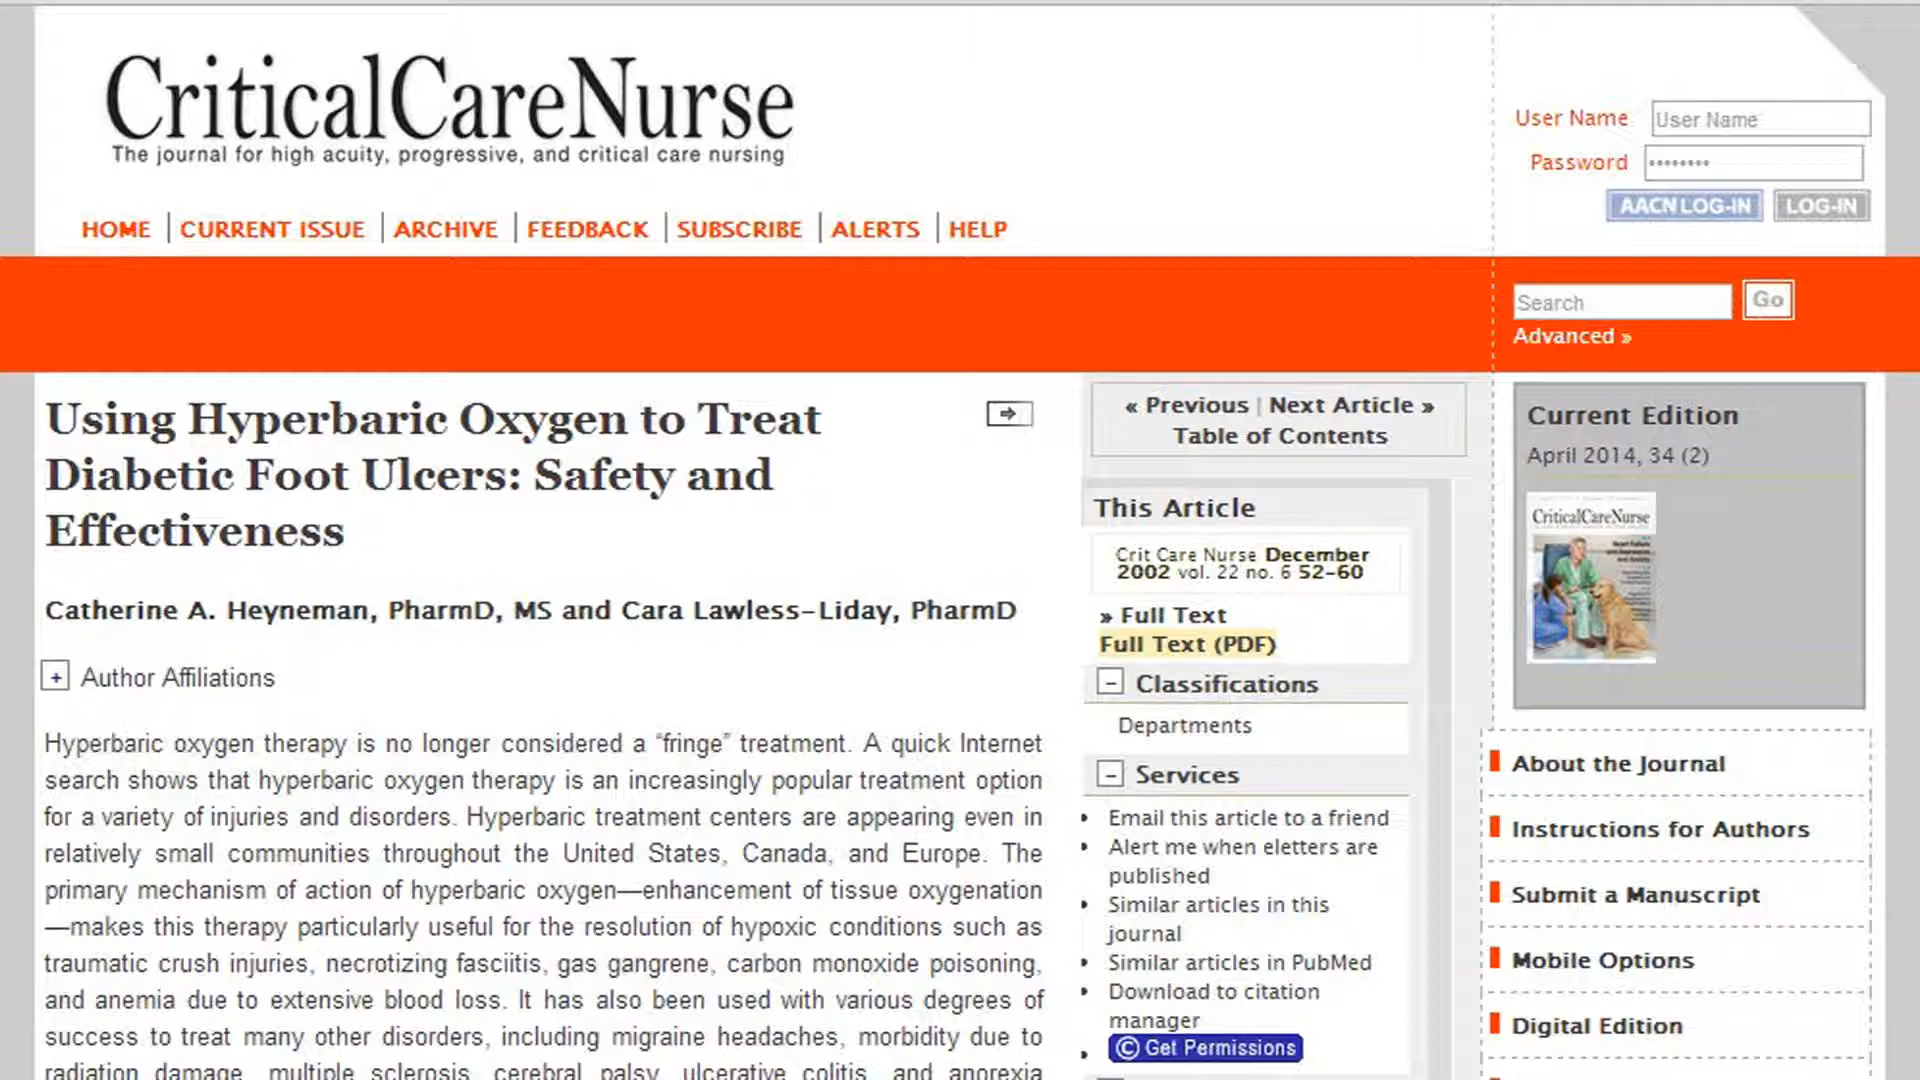 CriticalCareNurse
The journal for high acuity, progressive, and critical care nursing
User Name User Name
Password ••••••••
AACN LOG-IN LOG-IN
HOME CURRENT ISSUE ARCHIVE FEEDBACK SUBSCRIBE ALERTS HELP
Search Go
Advanced »
Using Hyperbaric Oxygen to Treat
Diabetic Foot Ulcers: Safety and
Effectiveness
Catherine A. Heyneman, PharmD, MS and Cara Lawless-Liday, PharmD
+ Author Affiliations
Hyperbaric oxygen therapy is no longer considered a “fringe” treatment. A quick Internet
search shows that hyperbaric oxygen therapy is an increasingly popular treatment option
for a variety of injuries and disorders. Hyperbaric treatment centers are appearing even in
relatively small communities throughout the United States, Canada, and Europe. The
primary mechanism of action of hyperbaric oxygen—enhancement of tissue oxygenation
—makes this therapy particularly useful for the resolution of hypoxic conditions such as
traumatic crush injuries, necrotizing fasciitis, gas gangrene, carbon monoxide poisoning,
and anemia due to extensive blood loss. It has also been used with various degrees of
success to treat many other disorders, including migraine headaches, morbidity due to
radiation damage, multiple sclerosis, cerebral palsy, ulcerative colitis, and anorexia
« Previous | Next Article »
Table of Contents
This Article
Crit Care Nurse December
2002 vol. 22 no. 6 52-60
» Full Text
Full Text (PDF)
− Classifications
Departments
− Services
• Email this article to a friend
• Alert me when eletters are
published
• Similar articles in this
journal
• Similar articles in PubMed
• Download to citation
manager
• © Get Permissions
Current Edition
April 2014, 34 (2)
CriticalCareNurse
About the Journal
Instructions for Authors
Submit a Manuscript
Mobile Options
Digital Edition